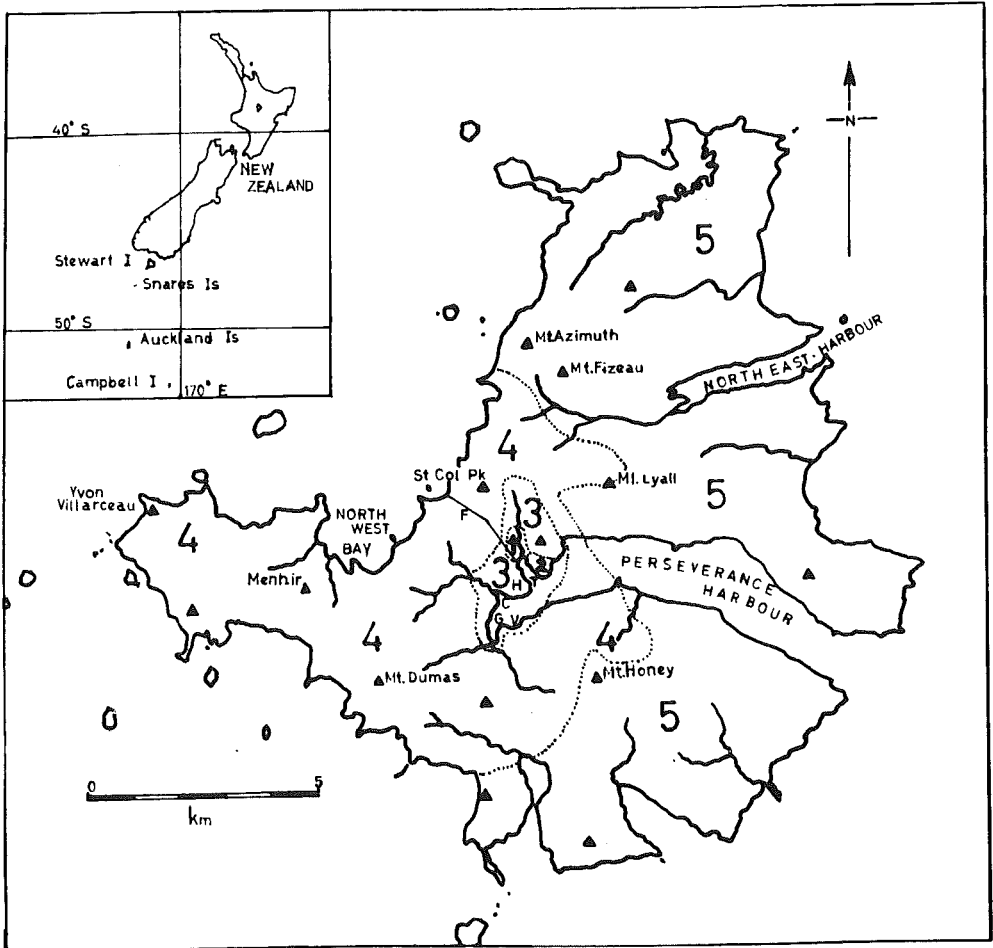 40° S
NEW
ZEALAND
Stewart I
Snares Is
50° S
Auckland Is
Campbell I
170° E
N
5
Mt Azimuth
Mt. Fizeau
NORTH EAST HARBOUR
4
St Col Pk
Mt. Lyall
5
Yvon
Villarceau
4
NORTH
WEST
BAY
F
3
3
2
PERSEVERANCE
HARBOUR
Menhir
H
C
G V
4
4
Mt. Dumas
Mt. Honey
5
0
5
km